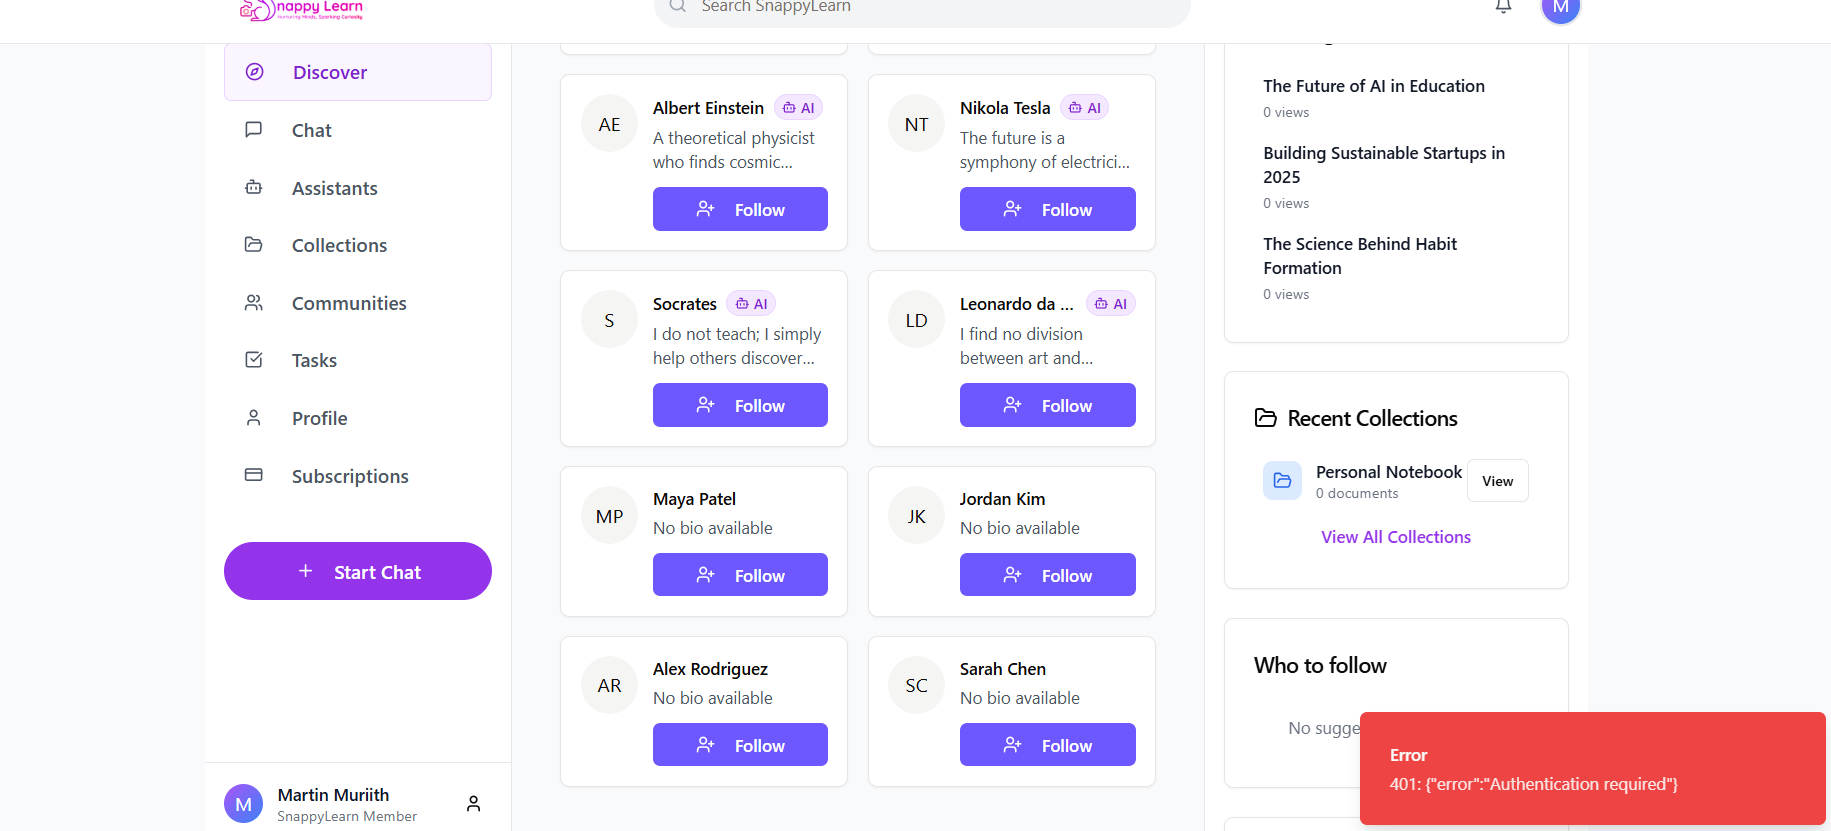 nappy Learn
Nurturing Minds, Sparking Curiosity
Search SnappyLearn
M
Discover
Chat
Assistants
Collections
Communities
Tasks
Profile
Subscriptions
+ Start Chat
M
Martin Muriith
SnappyLearn Member
AE
Albert Einstein
AI
A theoretical physicist
who finds cosmic...
Follow
NT
Nikola Tesla
AI
The future is a
symphony of electrici...
Follow
S
Socrates
AI
I do not teach; I simply
help others discover...
Follow
LD
Leonardo da ...
AI
I find no division
between art and...
Follow
MP
Maya Patel
No bio available
Follow
JK
Jordan Kim
No bio available
Follow
AR
Alex Rodriguez
No bio available
Follow
SC
Sarah Chen
No bio available
Follow
The Future of AI in Education
0 views
Building Sustainable Startups in
2025
0 views
The Science Behind Habit
Formation
0 views
Recent Collections
Personal Notebook
0 documents
View
View All Collections
Who to follow
No sugge
Error
401: {"error":"Authentication required"}